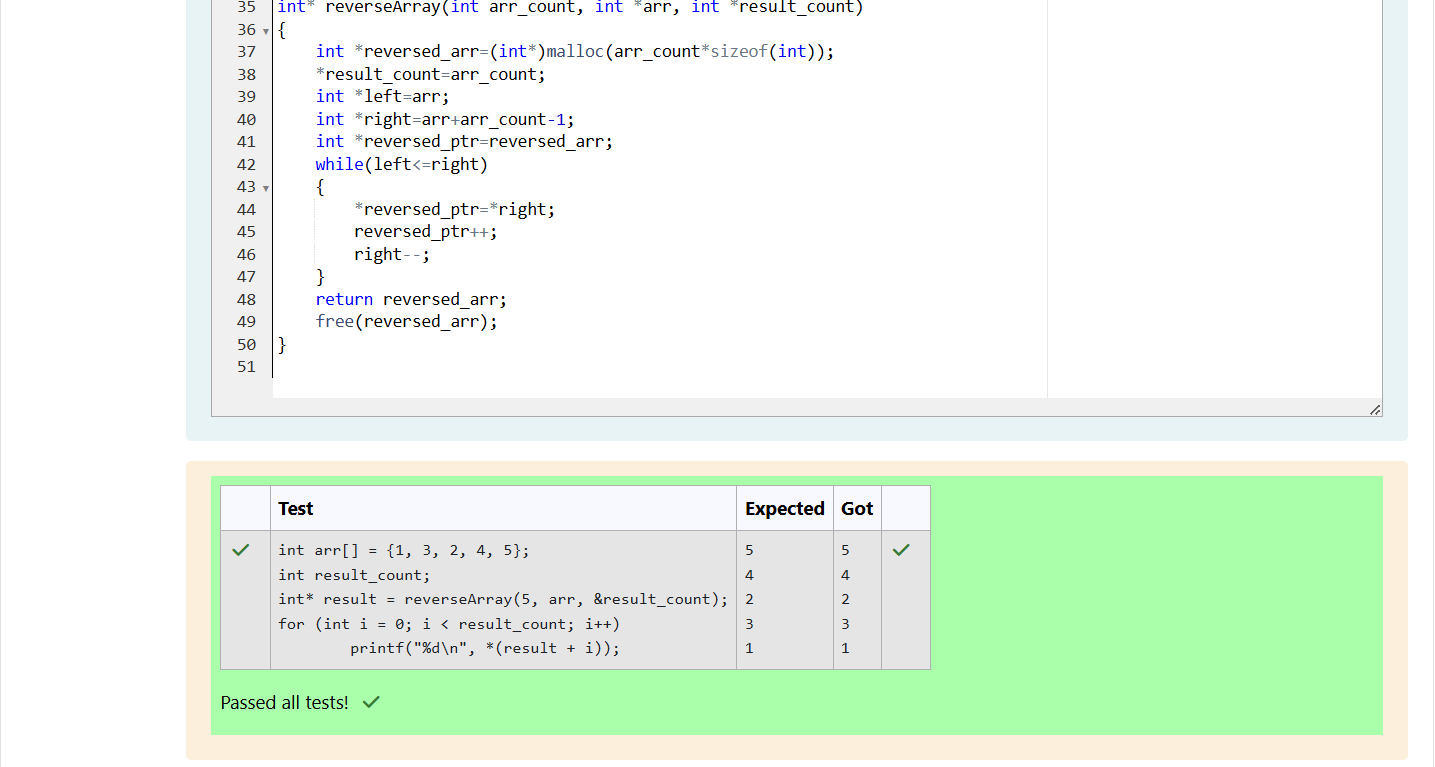 35 int* reverseArray(int arr_count, int *arr, int *result_count)
36 {
37 int *reversed_arr=(int*)malloc(arr_count*sizeof(int));
38 *result_count=arr_count;
39 int *left=arr;
40 int *right=arr+arr_count-1;
41 int *reversed_ptr=reversed_arr;
42 while(left<=right)
43 {
44 *reversed_ptr=*right;
45 reversed_ptr++;
46 right--;
47 }
48 return reversed_arr;
49 free(reversed_arr);
50 }
51
Test Expected Got
int arr[] = {1, 3, 2, 4, 5}; 5 5
int result_count; 4 4
int* result = reverseArray(5, arr, &result_count); 2 2
for (int i = 0; i < result_count; i++) 3 3
printf("%d\n", *(result + i)); 1 1
Passed all tests!